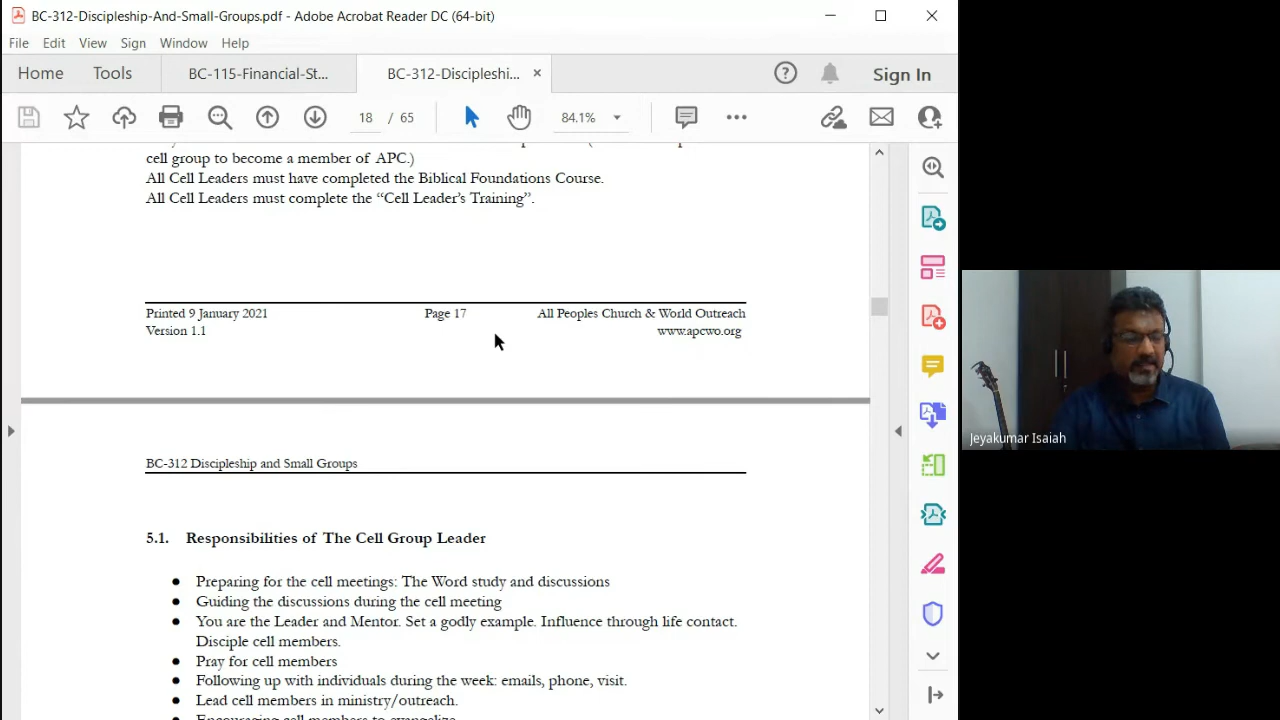 BC-312-Discipleship-And-Small-Groups.pdf - Adobe Acrobat Reader DC (64-bit)
File Edit View Sign Window Help
Home Tools BC-115-Financial-St... BC-312-Discipleshi... Sign In
18 / 65 84.1%
cell group to become a member of APC.)
All Cell Leaders must have completed the Biblical Foundations Course.
All Cell Leaders must complete the “Cell Leader’s Training”.
Printed 9 January 2021 Page 17 All Peoples Church & World Outreach
Version 1.1 www.apcwo.org
BC-312 Discipleship and Small Groups
5.1. Responsibilities of The Cell Group Leader
● Preparing for the cell meetings: The Word study and discussions
● Guiding the discussions during the cell meeting
● You are the Leader and Mentor. Set a godly example. Influence through life contact.
Disciple cell members.
● Pray for cell members
● Following up with individuals during the week: emails, phone, visit.
● Lead cell members in ministry/outreach.
● Encouraging cell members to evangelize
Jeyakumar Isaiah